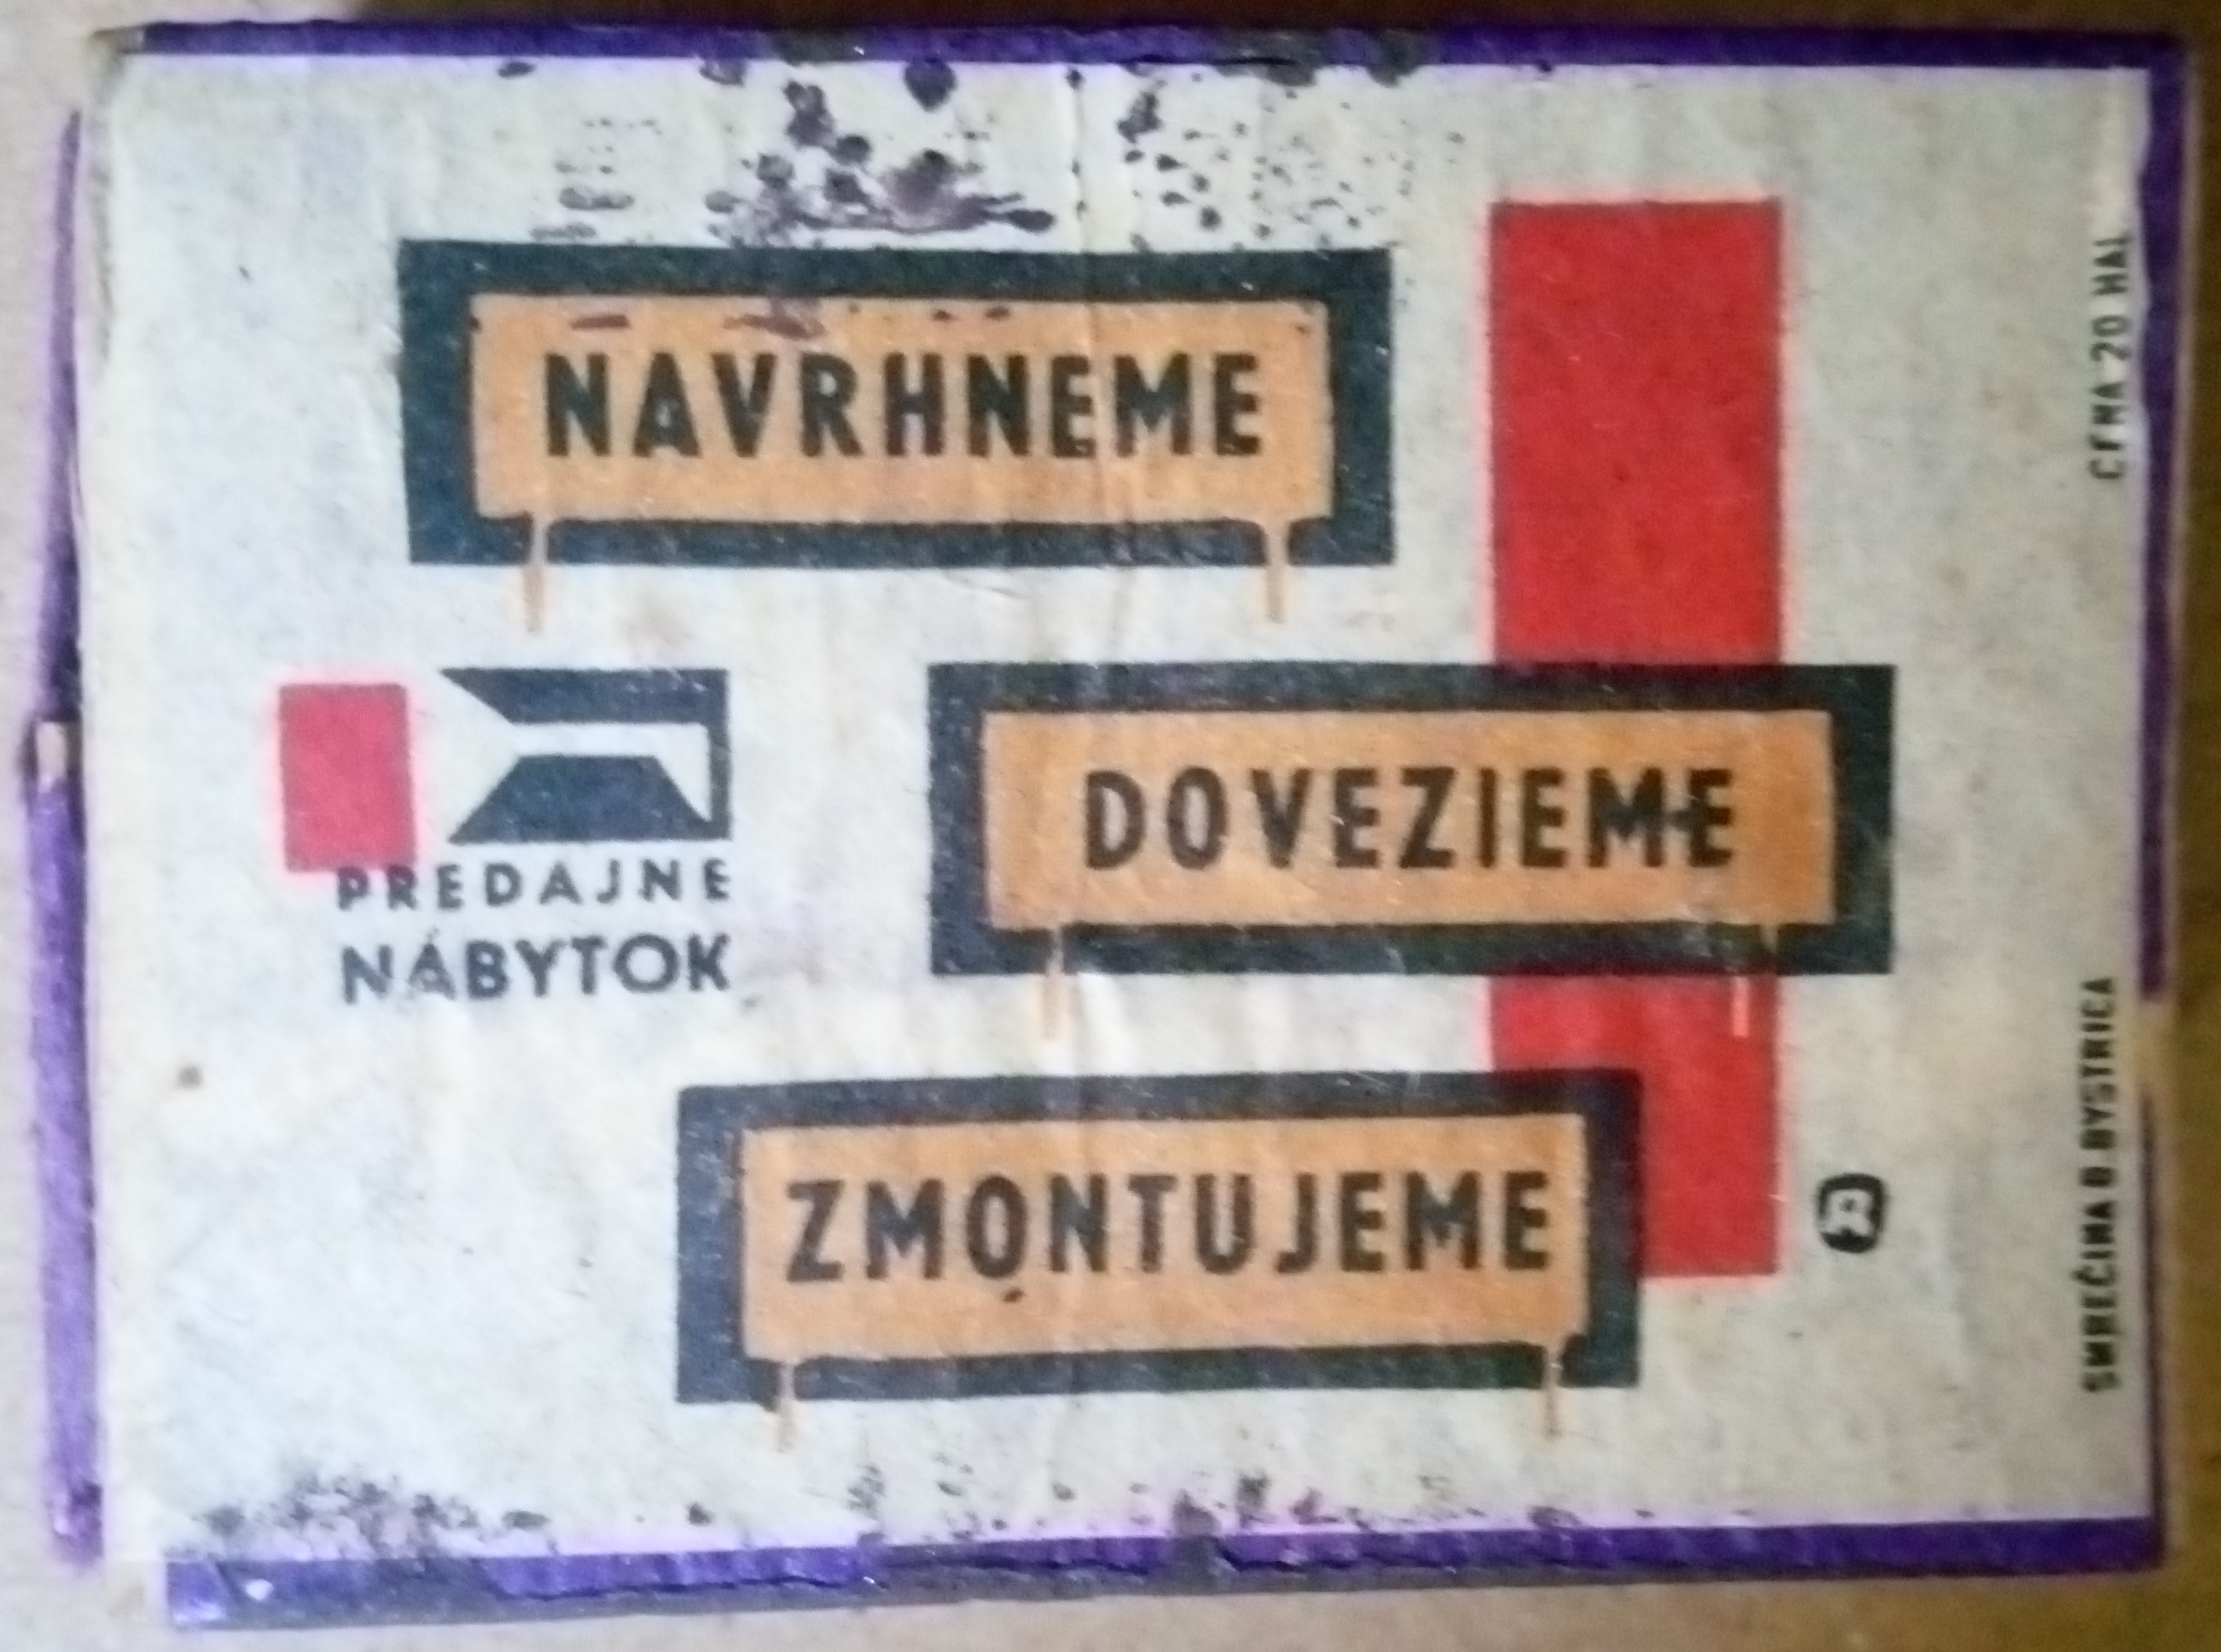 NAVRHNEME
PREDAJNE
NÁBYTOK
DOVEZIEME
ZMONTUJEME
CENA 20 HAL
SMREČINA B BYSTRICA